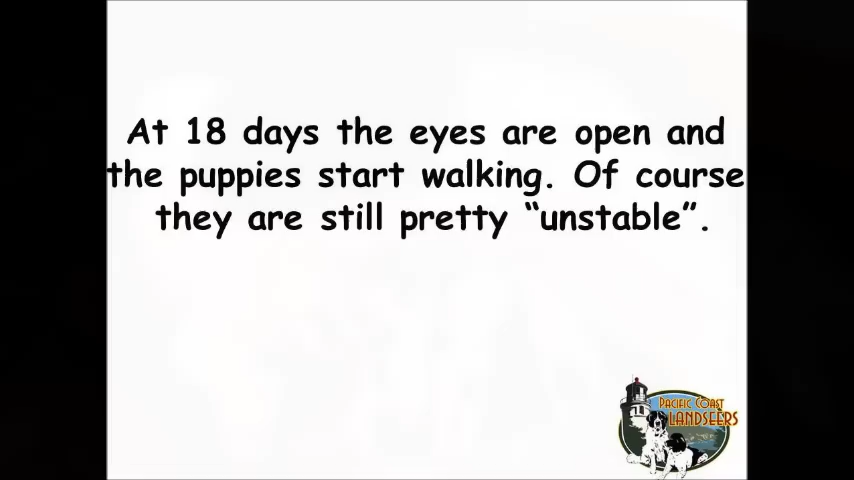 At 18 days the eyes are open and
the puppies start walking. Of course
they are still pretty “unstable”.
PACIFIC COAST
LANDSEERS